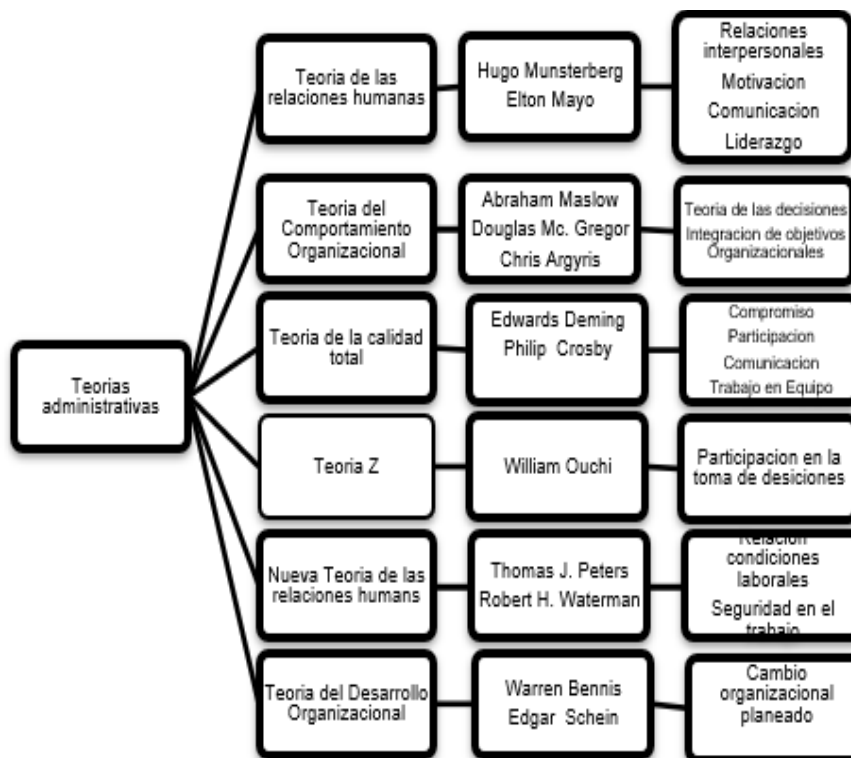 Teorias
administrativas
Teoria de las
relaciones humanas
Hugo Munsterberg
Elton Mayo
Relaciones
interpersonales
Motivacion
Comunicacion
Liderazgo
Teoria del
Comportamiento
Organizacional
Abraham Maslow
Douglas Mc. Gregor
Chris Argyris
Teoria de las decisiones
Integracion de objetivos
Organizacionales
Teoria de la calidad
total
Edwards Deming
Philip Crosby
Compromiso
Participacion
Comunicacion
Trabajo en Equipo
Teoria Z
William Ouchi
Participacion en la
toma de desiciones
Nueva Teoria de las
relaciones humans
Thomas J. Peters
Robert H. Waterman
Relacion
condiciones
laborales
Seguridad en el
trabajo
Teoria del Desarrollo
Organizacional
Warren Bennis
Edgar Schein
Cambio
organizacional
planeado